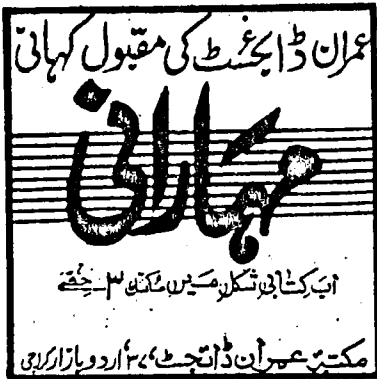 عمران ڈائجسٹ کی مقبول کہانی
مہارانی
اب کتابی شکل میں مکمل ۳ حصے
مکتبہ عمران ڈائجسٹ، ۳۷، اردو بازار کراچی